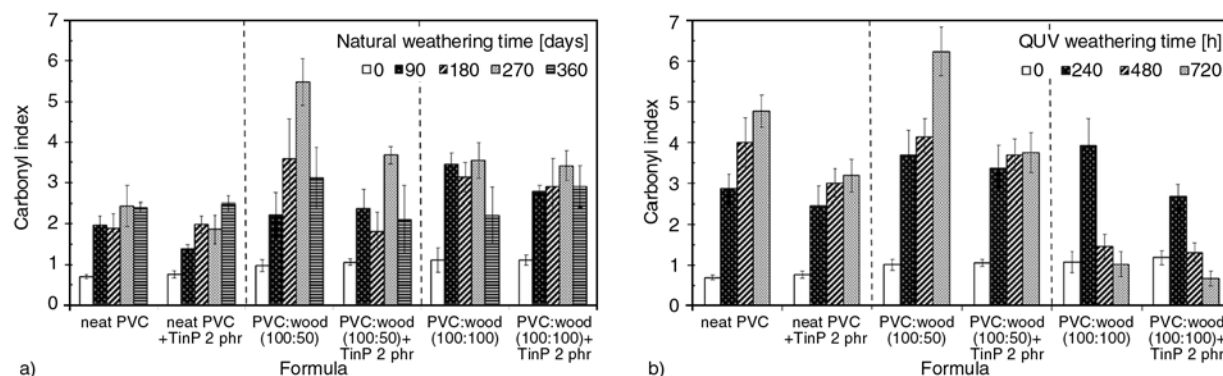 7
6
5
4
3
2
1
0
Carbonyl index
Natural weathering time [days]
0 90 180 270 360
neat PVC
neat PVC
+TinP 2 phr
PVC:wood
(100:50)
PVC:wood
(100:50)+
TinP 2 phr
PVC:wood
(100:100)
PVC:wood
(100:100)+
TinP 2 phr
a)
Formula
7
6
5
4
3
2
1
0
Carbonyl index
QUV weathering time [h]
0 240 480 720
neat PVC
neat PVC
+TinP 2 phr
PVC:wood
(100:50)
PVC:wood
(100:50)+
TinP 2 phr
PVC:wood
(100:100)
PVC:wood
(100:100)+
TinP 2 phr
b)
Formula